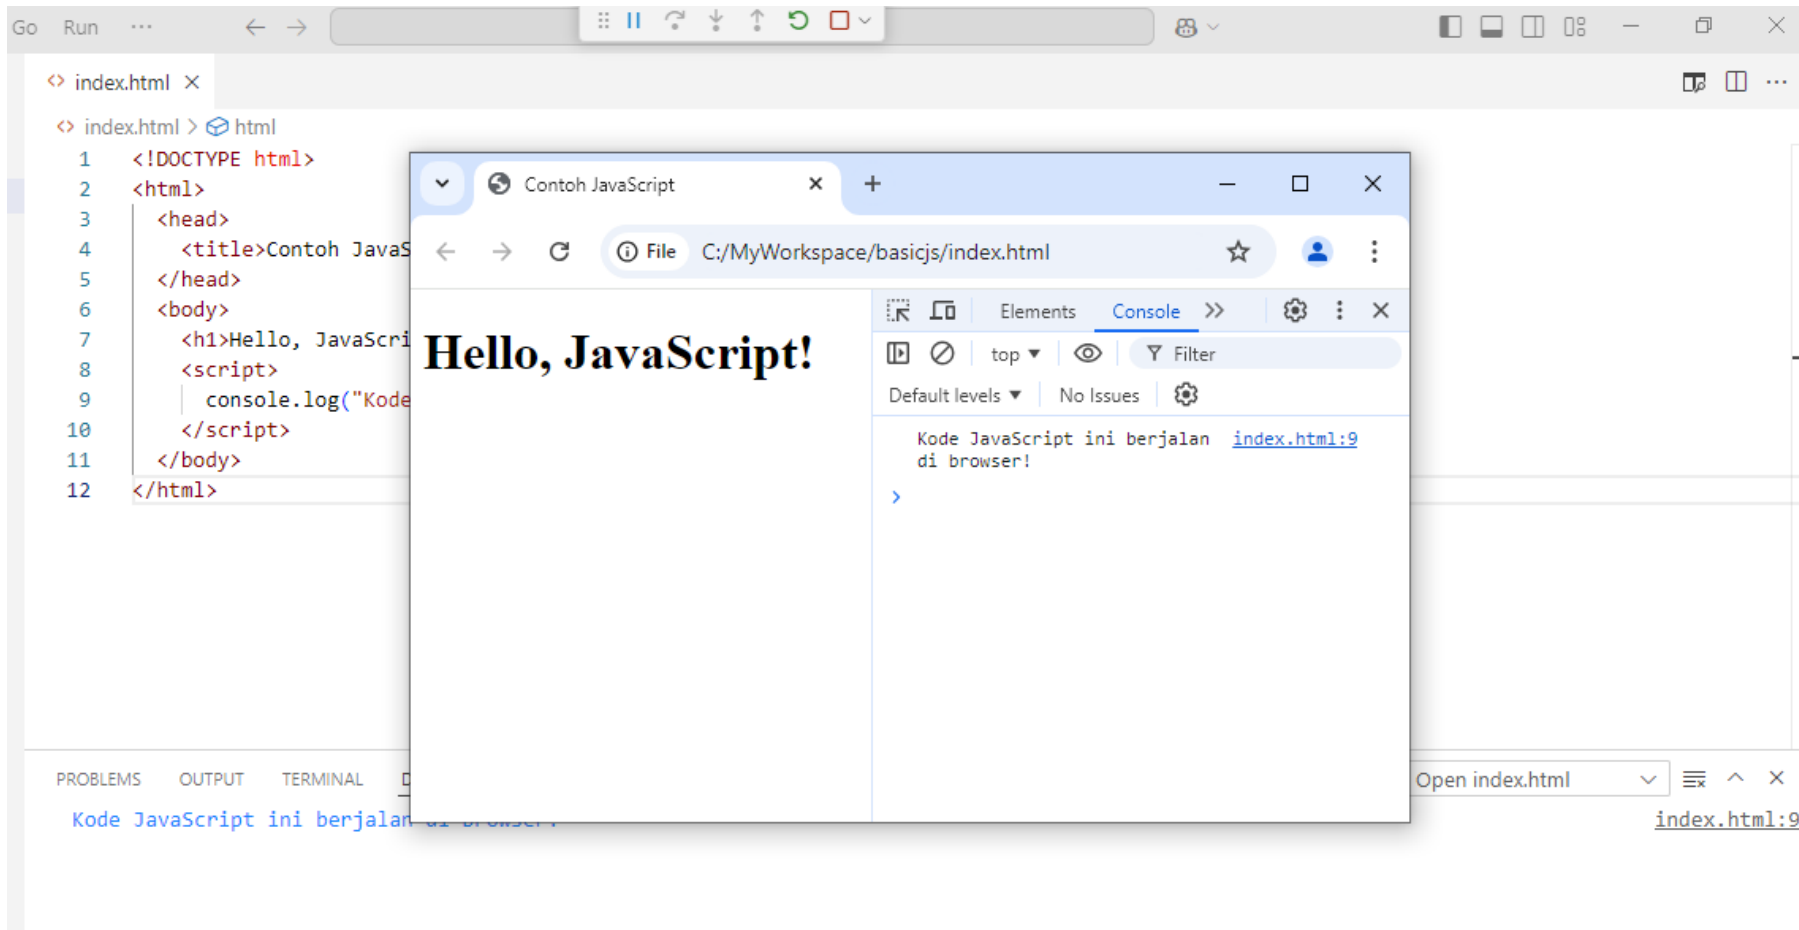 Go Run ···
index.html
index.html > html
1 <!DOCTYPE html>
2 <html>
3 <head>
4 <title>Contoh JavaS
5 </head>
6 <body>
7 <h1>Hello, JavaScri
8 <script>
9 console.log("Kode
10 </script>
11 </body>
12 </html>
Contoh JavaScript
File C:/MyWorkspace/basicjs/index.html
Hello, JavaScript!
Elements Console
top Filter
Default levels No Issues
Kode JavaScript ini berjalan index.html:9
di browser!
PROBLEMS OUTPUT TERMINAL
Open index.html
Kode JavaScript ini berjalan di browser! index.html:9